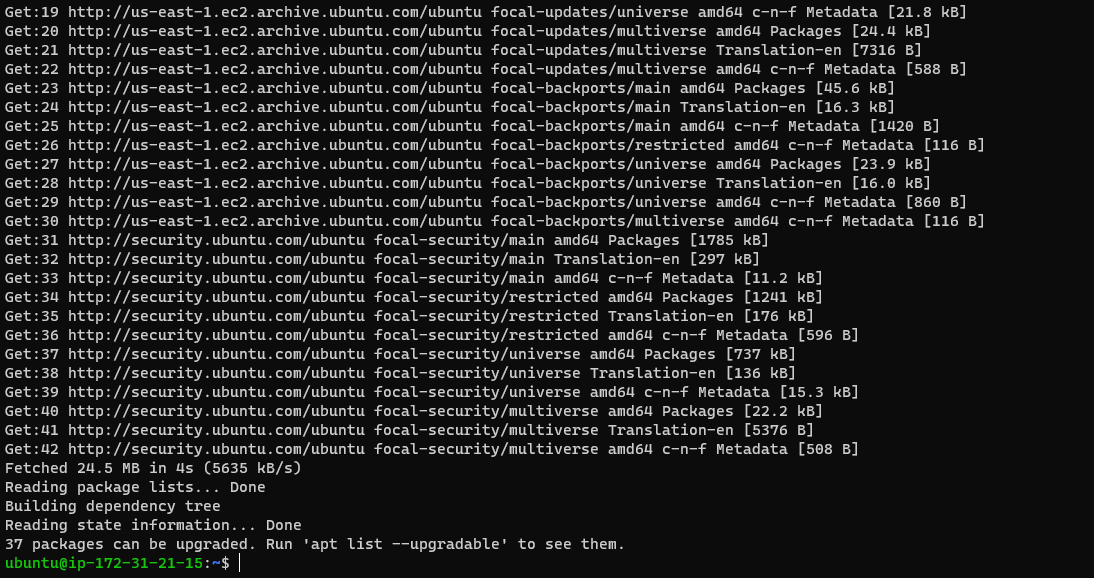 Get:19 http://us-east-1.ec2.archive.ubuntu.com/ubuntu focal-updates/universe amd64 c-n-f Metadata [21.8 kB]
Get:20 http://us-east-1.ec2.archive.ubuntu.com/ubuntu focal-updates/multiverse amd64 Packages [24.4 kB]
Get:21 http://us-east-1.ec2.archive.ubuntu.com/ubuntu focal-updates/multiverse Translation-en [7316 B]
Get:22 http://us-east-1.ec2.archive.ubuntu.com/ubuntu focal-updates/multiverse amd64 c-n-f Metadata [588 B]
Get:23 http://us-east-1.ec2.archive.ubuntu.com/ubuntu focal-backports/main amd64 Packages [45.6 kB]
Get:24 http://us-east-1.ec2.archive.ubuntu.com/ubuntu focal-backports/main Translation-en [16.3 kB]
Get:25 http://us-east-1.ec2.archive.ubuntu.com/ubuntu focal-backports/main amd64 c-n-f Metadata [1420 B]
Get:26 http://us-east-1.ec2.archive.ubuntu.com/ubuntu focal-backports/restricted amd64 c-n-f Metadata [116 B]
Get:27 http://us-east-1.ec2.archive.ubuntu.com/ubuntu focal-backports/universe amd64 Packages [23.9 kB]
Get:28 http://us-east-1.ec2.archive.ubuntu.com/ubuntu focal-backports/universe Translation-en [16.0 kB]
Get:29 http://us-east-1.ec2.archive.ubuntu.com/ubuntu focal-backports/universe amd64 c-n-f Metadata [860 B]
Get:30 http://us-east-1.ec2.archive.ubuntu.com/ubuntu focal-backports/multiverse amd64 c-n-f Metadata [116 B]
Get:31 http://security.ubuntu.com/ubuntu focal-security/main amd64 Packages [1785 kB]
Get:32 http://security.ubuntu.com/ubuntu focal-security/main Translation-en [297 kB]
Get:33 http://security.ubuntu.com/ubuntu focal-security/main amd64 c-n-f Metadata [11.2 kB]
Get:34 http://security.ubuntu.com/ubuntu focal-security/restricted amd64 Packages [1241 kB]
Get:35 http://security.ubuntu.com/ubuntu focal-security/restricted Translation-en [176 kB]
Get:36 http://security.ubuntu.com/ubuntu focal-security/restricted amd64 c-n-f Metadata [596 B]
Get:37 http://security.ubuntu.com/ubuntu focal-security/universe amd64 Packages [737 kB]
Get:38 http://security.ubuntu.com/ubuntu focal-security/universe Translation-en [136 kB]
Get:39 http://security.ubuntu.com/ubuntu focal-security/universe amd64 c-n-f Metadata [15.3 kB]
Get:40 http://security.ubuntu.com/ubuntu focal-security/multiverse amd64 Packages [22.2 kB]
Get:41 http://security.ubuntu.com/ubuntu focal-security/multiverse Translation-en [5376 B]
Get:42 http://security.ubuntu.com/ubuntu focal-security/multiverse amd64 c-n-f Metadata [508 B]
Fetched 24.5 MB in 4s (5635 kB/s)
Reading package lists... Done
Building dependency tree
Reading state information... Done
37 packages can be upgraded. Run 'apt list --upgradable' to see them.
ubuntu@ip-172-31-21-15:~$